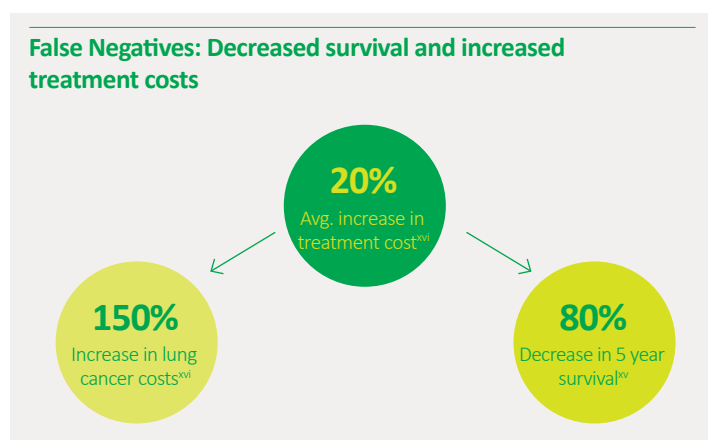 False Negatives: Decreased survival and increased
treatment costs
20%
Avg. increase in
treatment costxvi
150%
Increase in lung
cancer costsxvi
80%
Decrease in 5 year
survivalxv